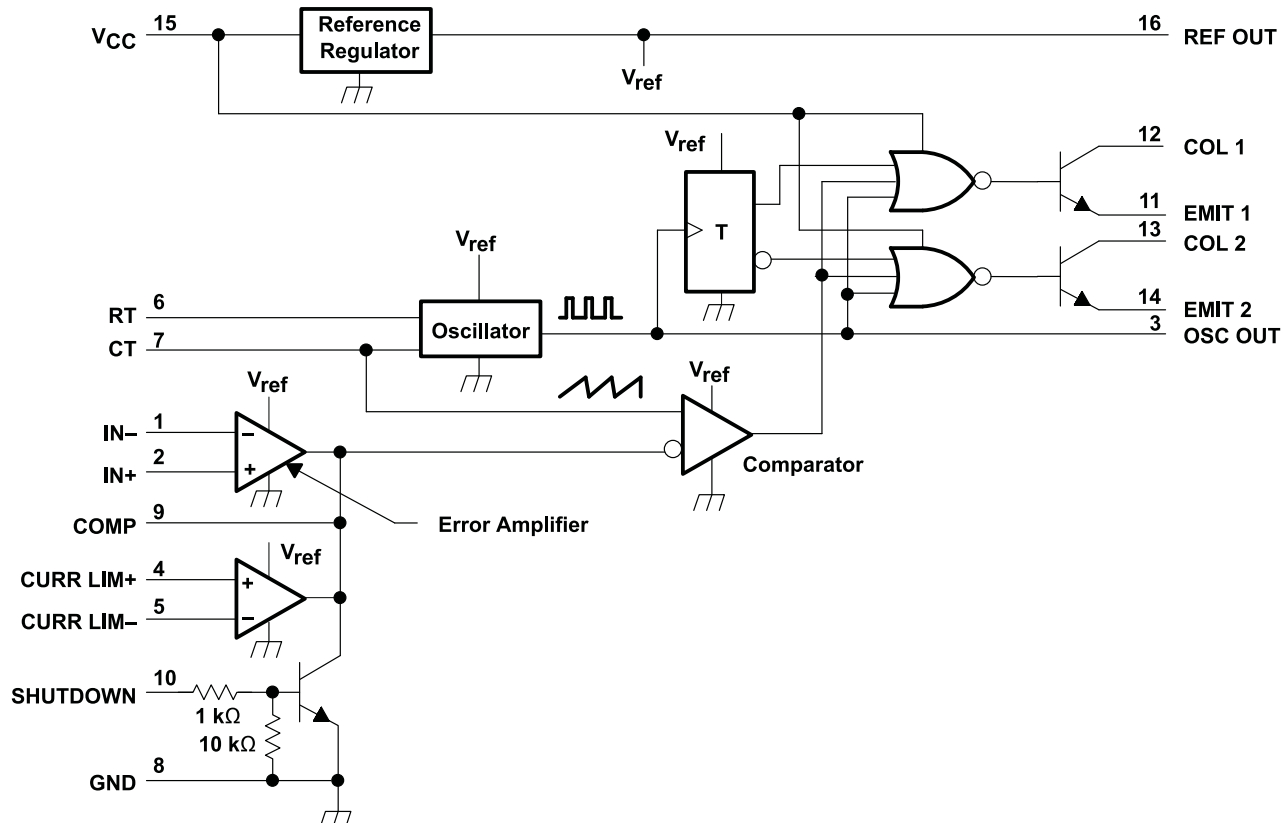 15
VCC
Reference
Regulator
16
REF OUT
Vref
Vref
12
COL 1
11
EMIT 1
13
COL 2
T
Vref
14
EMIT 2
6
RT
Oscillator
3
OSC OUT
7
CT
Vref
Vref
1
IN–
–
2
IN+
+
Comparator
9
COMP
Error Amplifier
Vref
4
CURR LIM+
+
5
CURR LIM–
–
10
SHUTDOWN
1 kΩ
10 kΩ
8
GND